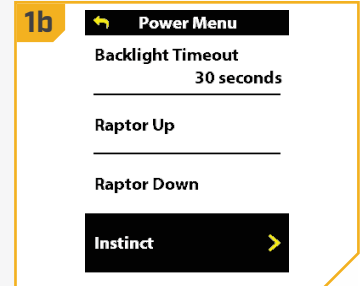 1b
Power Menu
Backlight Timeout
30 seconds
Raptor Up
Raptor Down
Instinct